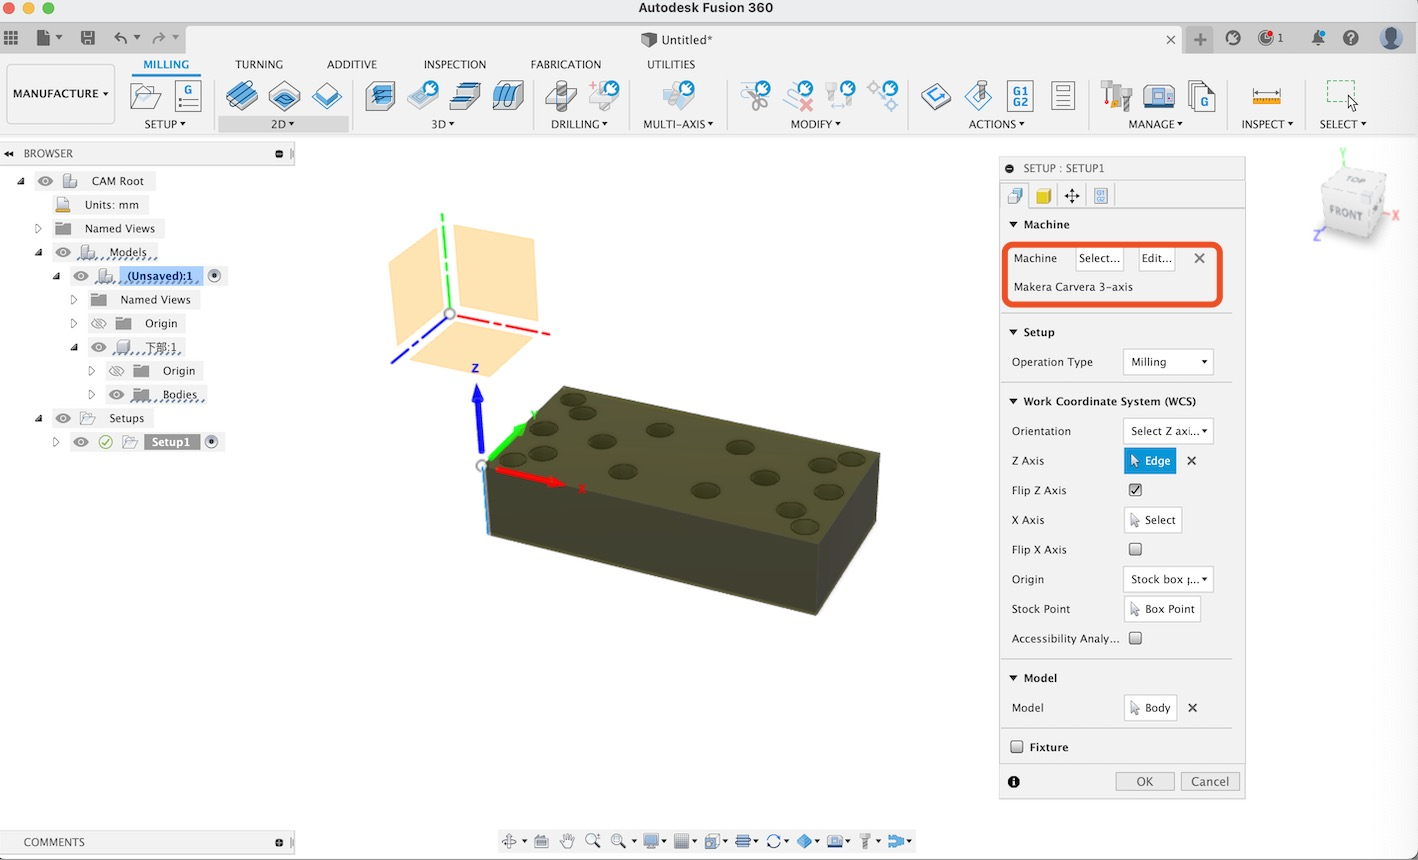 Autodesk Fusion 360
Untitled*
1
MILLING TURNING ADDITIVE INSPECTION FABRICATION UTILITIES
MANUFACTURE
G
G1
G2
G
SETUP 2D 3D DRILLING MULTI-AXIS MODIFY ACTIONS MANAGE INSPECT SELECT
BROWSER
CAM Root
Units: mm
Named Views
Models
(Unsaved):1
Named Views
Origin
下部:1
Origin
Bodies
Setups
Setup1
Z
Y
X
Y
TOP
FRONT
X
Z
SETUP : SETUP1
G1
G2
Machine
Machine Select... Edit...
Makera Carvera 3-axis
Setup
Operation Type Milling
Work Coordinate System (WCS)
Orientation Select Z axi...
Z Axis Edge
Flip Z Axis
X Axis Select
Flip X Axis
Origin Stock box p...
Stock Point Box Point
Accessibility Analy...
Model
Model Body
Fixture
OK Cancel
COMMENTS